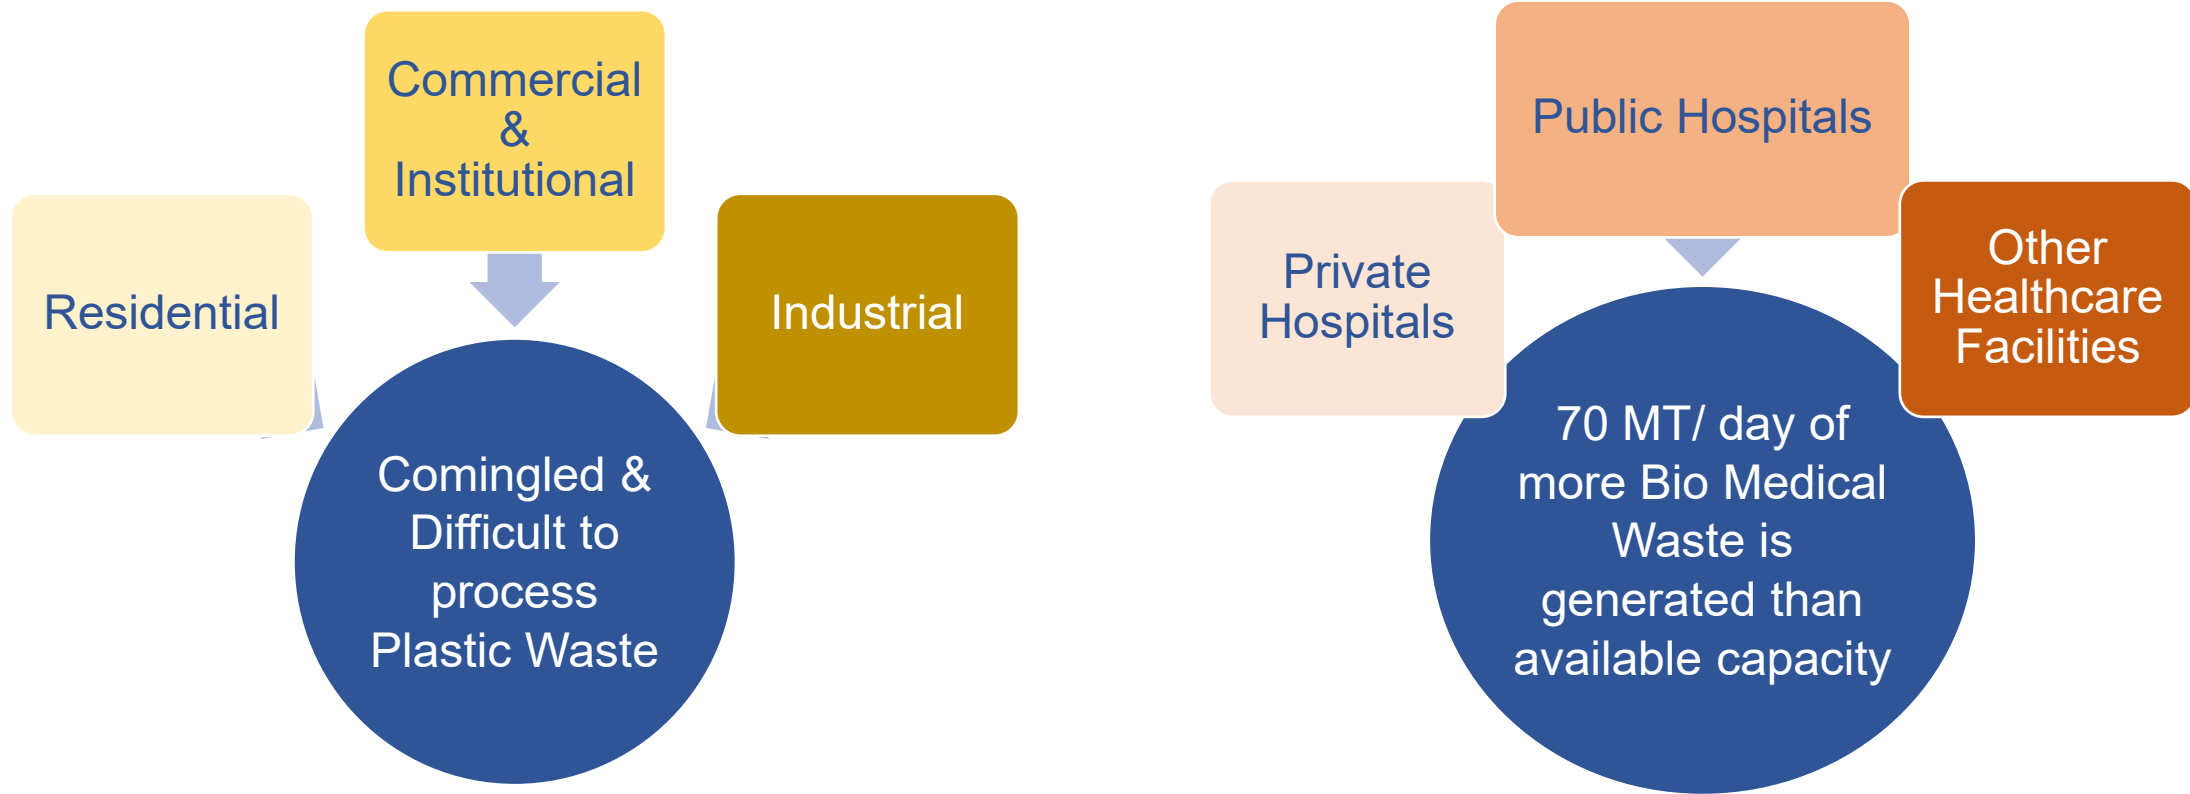 Commercial
&
Institutional
Residential
Industrial
Comingled &
Difficult to
process
Plastic Waste
Public Hospitals
Private
Hospitals
Other
Healthcare
Facilities
70 MT/ day of
more Bio Medical
Waste is
generated than
available capacity